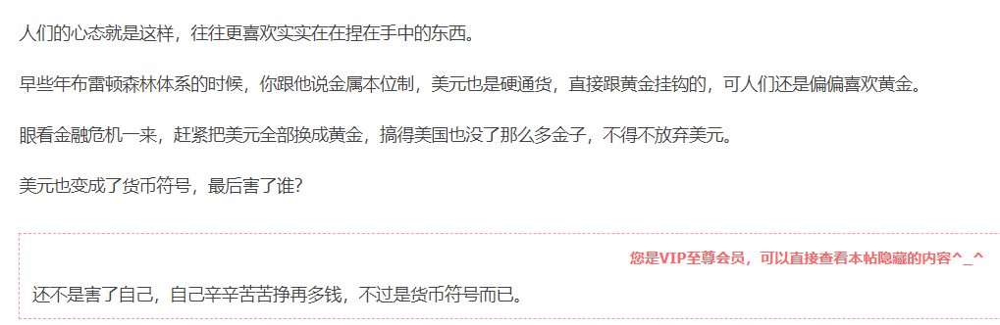 人们的心态就是这样，往往更喜欢实实在在捏在手中的东西。
早些年布雷顿森林体系的时候，你跟他说金属本位制，美元也是硬通货，直接跟黄金挂钩的，可人们还是偏偏喜欢黄金。
眼看金融危机一来，赶紧把美元全部换成黄金，搞得美国也没了那么多金子，不得不放弃美元。
美元也变成了货币符号，最后害了谁？
您是VIP至尊会员，可以直接查看本帖隐藏的内容^_^
还不是害了自己，自己辛辛苦苦挣再多钱，不过是货币符号而已。